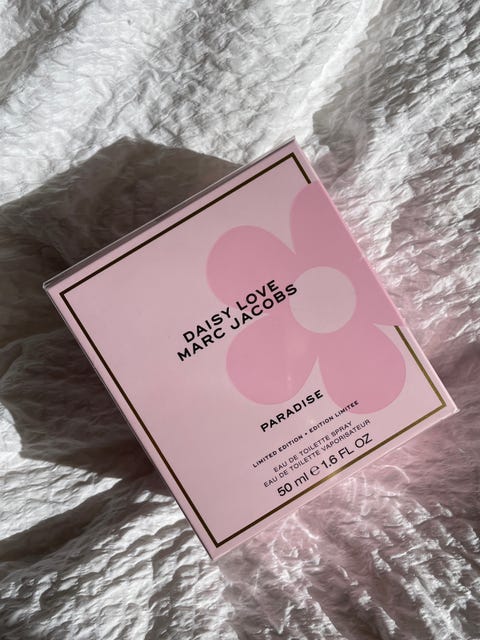 DAISY LOVE
MARC JACOBS
PARADISE
LIMITED EDITION • EDITION LIMITÉE
EAU DE TOILETTE SPRAY
EAU DE TOILETTE VAPORISATEUR
50 ml ℮ 1.6 FL OZ